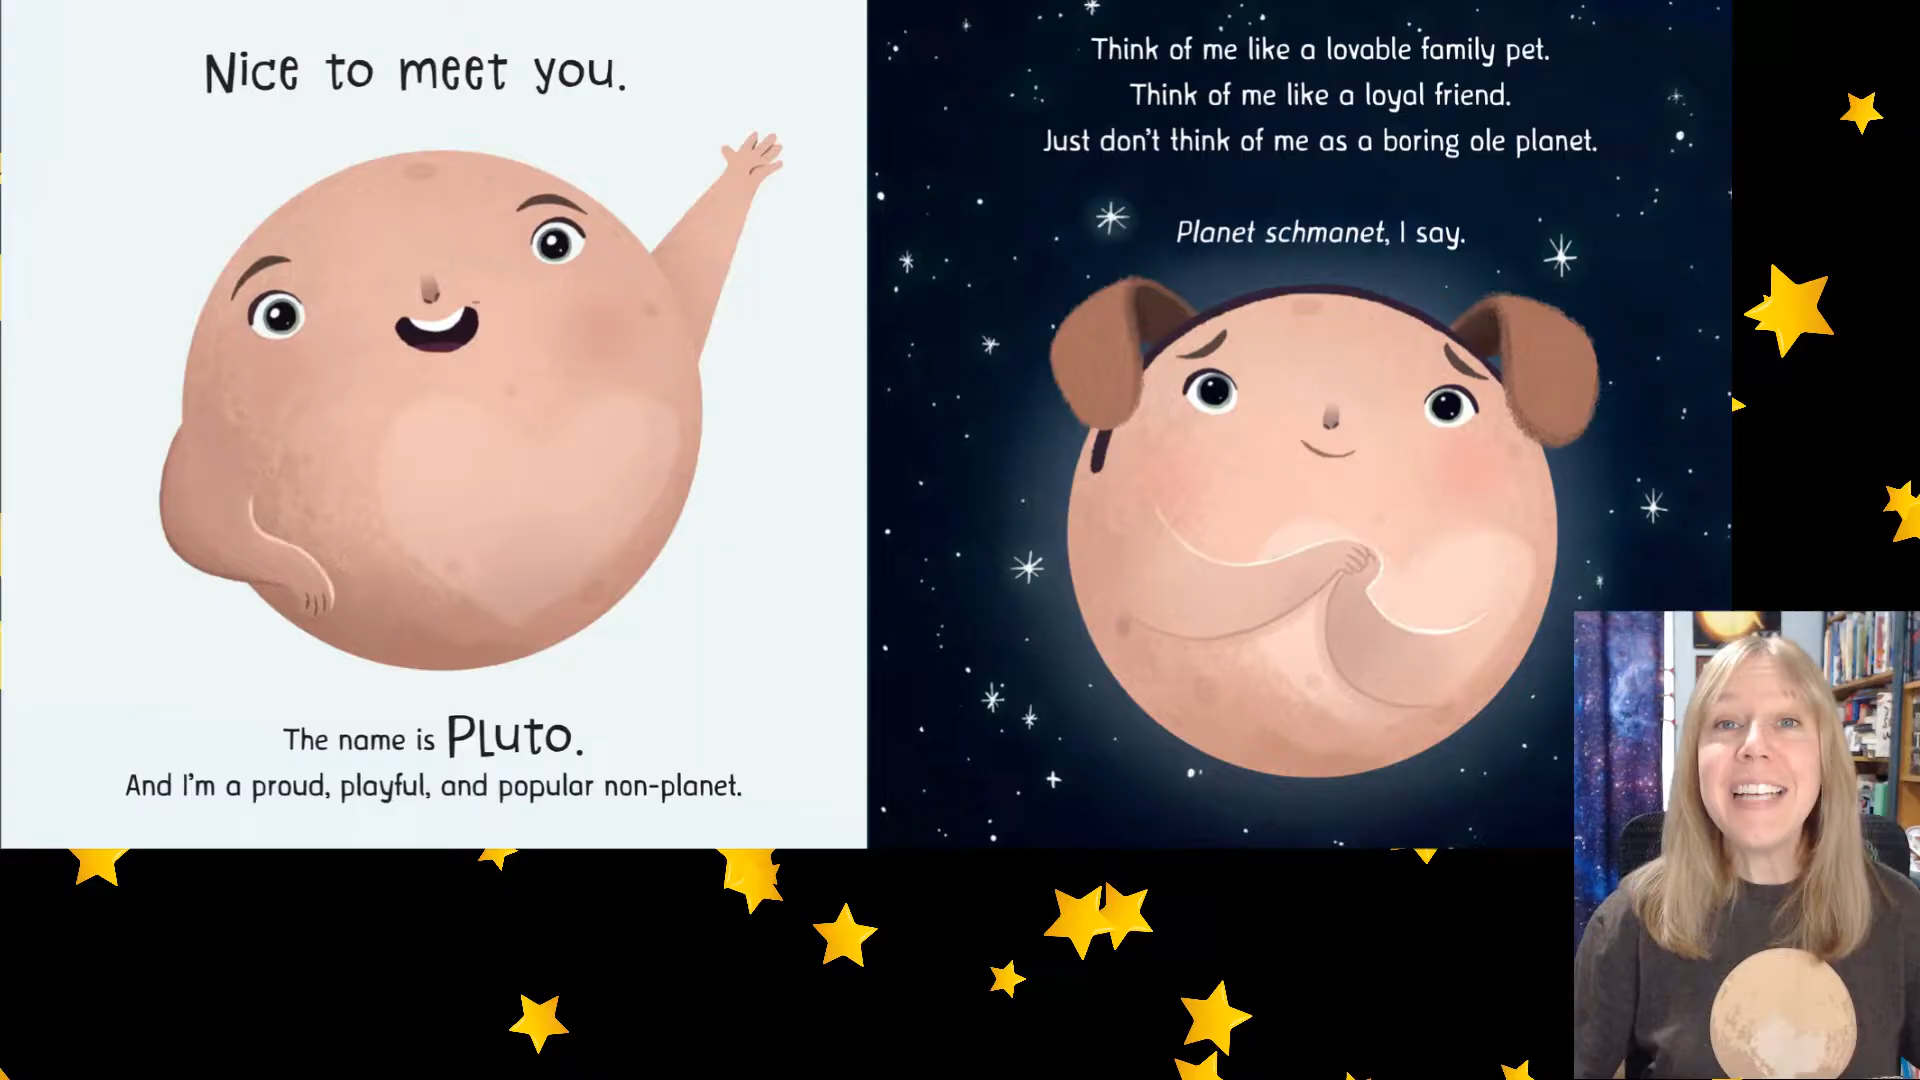 Nice to meet you.
The name is Pluto.
And I'm a proud, playful, and popular non-planet.
Think of me like a lovable family pet.
Think of me like a loyal friend.
Just don't think of me as a boring ole planet.
Planet schmanet, I say.